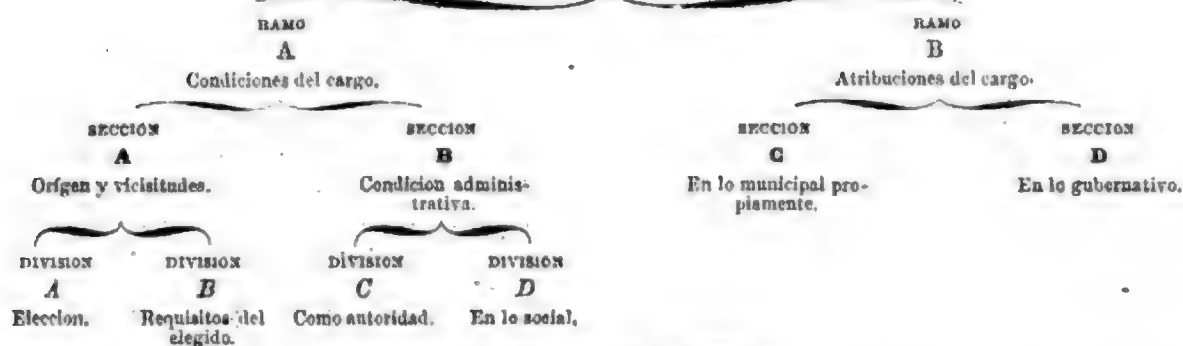 RAMO
A
Condiciones del cargo.
RAMO
B
Atribuciones del cargo.
SECCIÓN
A
Orígen y vicisitudes.
SECCION
B
Condicion adminis-
trativa.
SECCION
C
En lo municipal pro-
piamente.
SECCION
D
En lo gubernativo.
DIVISION
A
Eleccion.
DIVISION
B
Requisitos del
elegido.
DIVISION
C
Como autoridad.
DIVISION
D
En lo social,